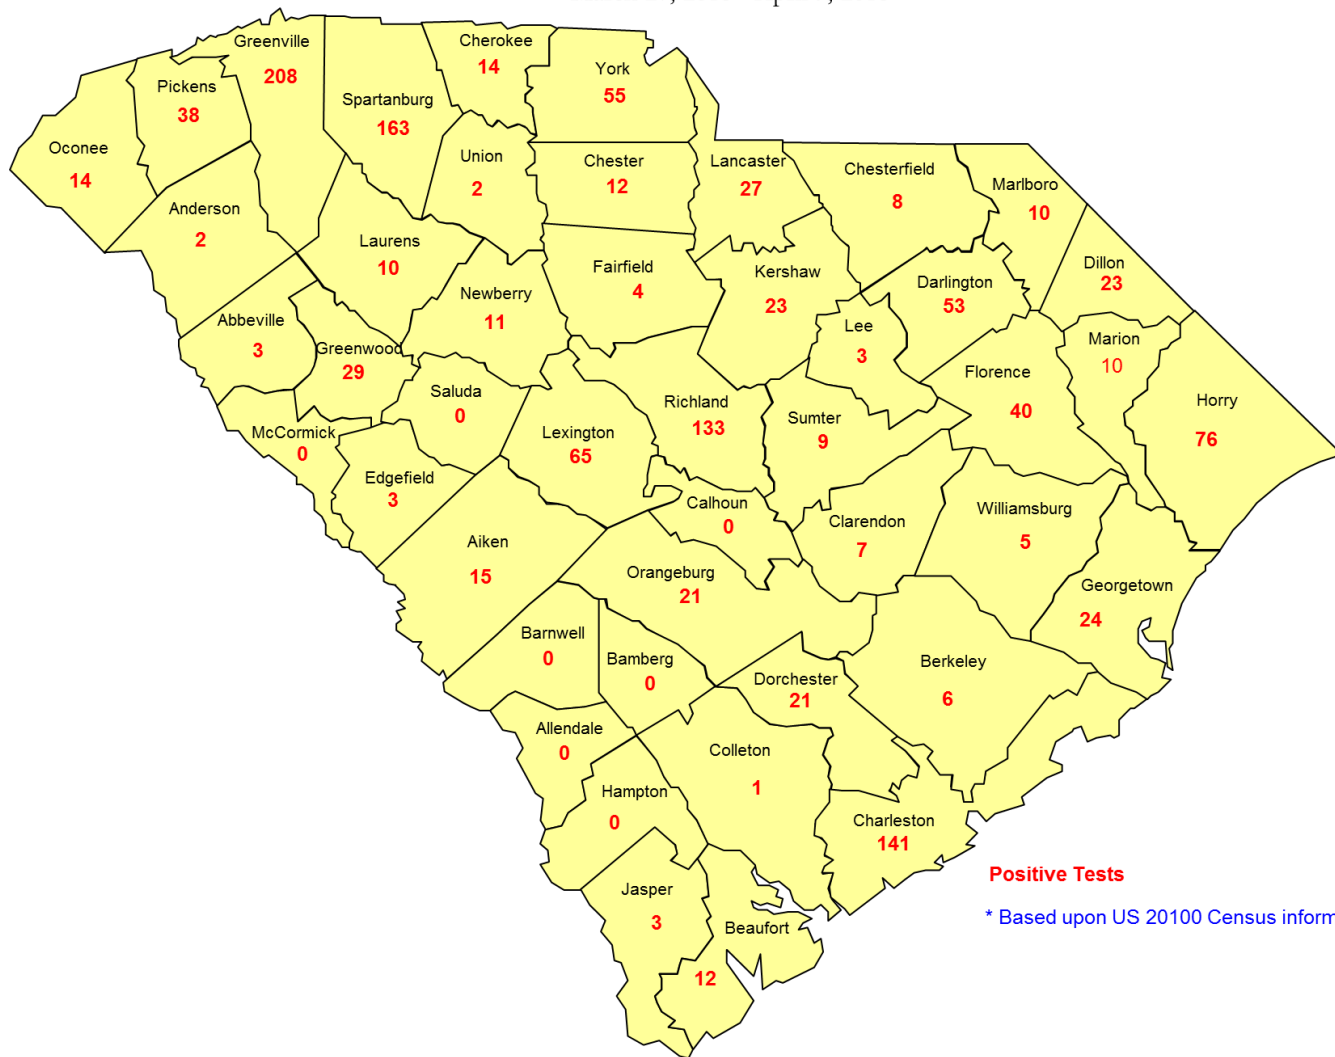 Greenville
208
Cherokee
14
York
55
Pickens
38
Spartanburg
163
Oconee
14
Union
2
Chester
12
Lancaster
27
Chesterfield
8
Marlboro
10
Anderson
2
Laurens
10
Fairfield
4
Kershaw
23
Darlington
53
Dillon
23
Newberry
11
Abbeville
3
Greenwood
29
Lee
3
Marion
10
Florence
40
Horry
76
Saluda
0
Richland
133
Sumter
9
McCormick
0
Lexington
65
Edgefield
3
Calhoun
0
Clarendon
7
Williamsburg
5
Aiken
15
Orangeburg
21
Georgetown
24
Barnwell
0
Bamberg
0
Dorchester
21
Berkeley
6
Allendale
0
Colleton
1
Hampton
0
Charleston
141
Jasper
3
Beaufort
12
Positive Tests
* Based upon US 20100 Census inform